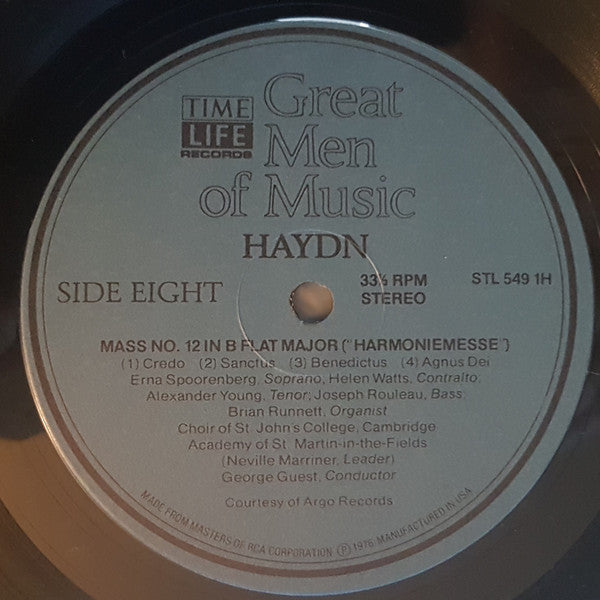 TIME
LIFE
RECORDS
Great
Men
of Music
HAYDN
SIDE EIGHT
33⅓ RPM
STEREO
STL 549 1H
MASS NO. 12 IN B FLAT MAJOR ("HARMONIEMESSE")
(1) Credo (2) Sanctus (3) Benedictus (4) Agnus Dei
Erna Spoorenberg, Soprano; Helen Watts, Contralto;
Alexander Young, Tenor; Joseph Rouleau, Bass;
Brian Runnett, Organist
Choir of St. John's College, Cambridge
Academy of St. Martin-in-the-Fields
(Neville Marriner, Leader)
George Guest, Conductor
Courtesy of Argo Records
MADE FROM MASTERS OF RCA CORPORATION Ⓟ 1976 MANUFACTURED IN USA